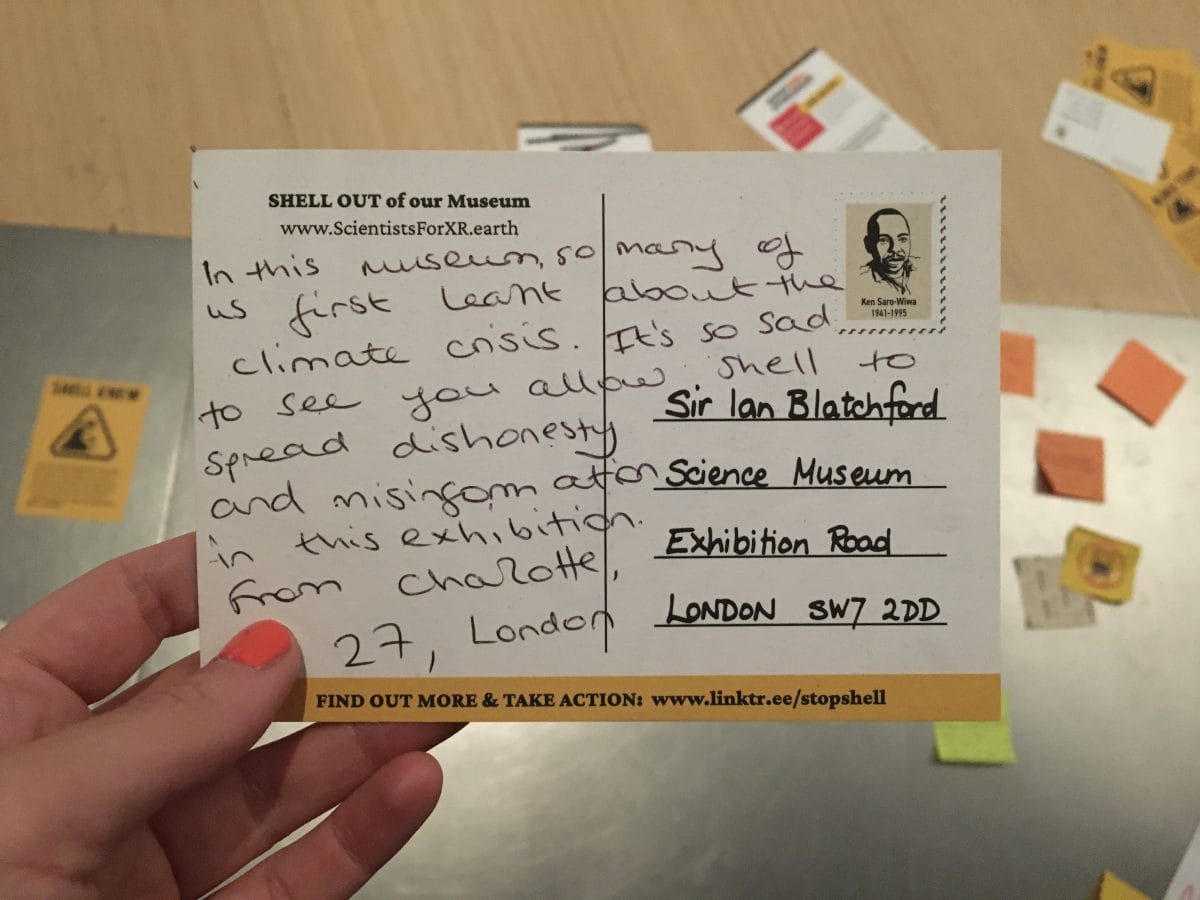 SHELL OUT of our Museum
www.ScientistsForXR.earth
In this museum, so many of
us first leant about the
climate crisis. It's so sad
to see you allow shell to
spread dishonesty
and misinformation
in this exhibition.
From Charlotte,
27, London
Ken Saro-Wiwa
1941-1995
Sir Ian Blatchford
Science Museum
Exhibition Road
LONDON SW7 2DD
FIND OUT MORE & TAKE ACTION: www.linktr.ee/stopshell
SHELL KNEW